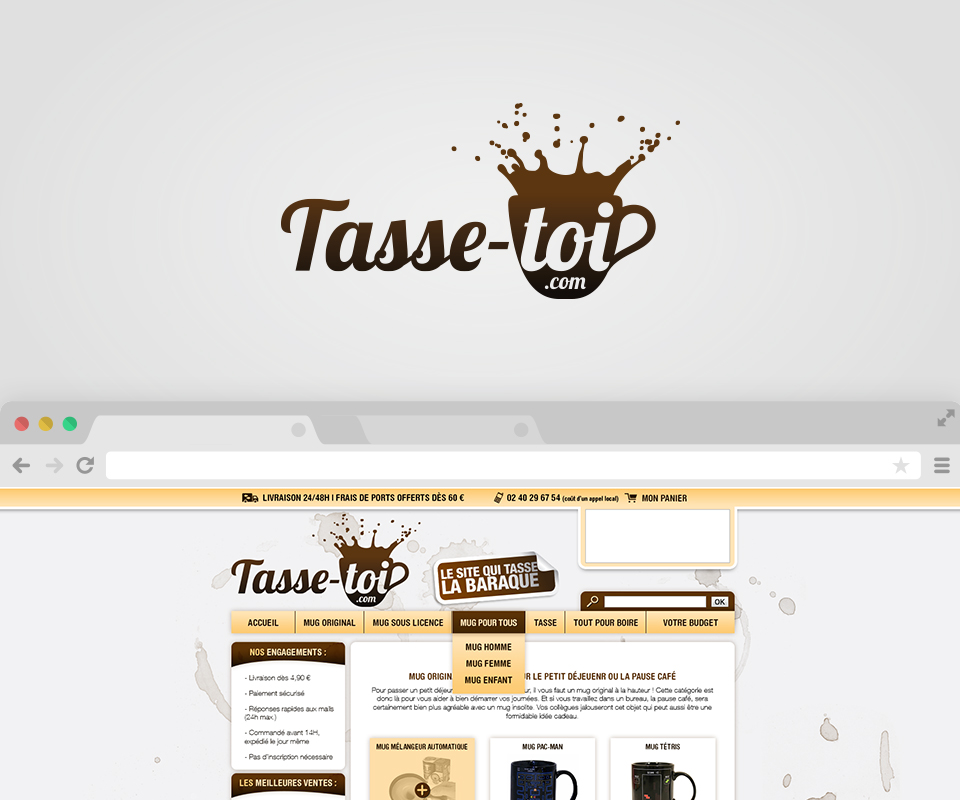 Tasse-toi
.com
LIVRAISON 24/48H I FRAIS DE PORTS OFFERTS DÈS 60 €
02 40 29 67 54 (coût d'un appel local)
MON PANIER
Tasse-toi
.com
LE SITE QUI TASSE
LA BARAQUE
OK
ACCUEIL
MUG ORIGINAL
MUG SOUS LICENCE
MUG POUR TOUS
TASSE
TOUT POUR BOIRE
VOTRE BUDGET
MUG HOMME
MUG FEMME
MUG ENFANT
NOS ENGAGEMENTS :
- Livraison dès 4,90 €
- Paiement sécurisé
- Réponses rapides aux mails
(24h max.)
- Commandé avant 14H,
expédié le jour même
- Pas d'inscription nécessaire
LES MEILLEURES VENTES :
MUG ORIGIN R LE PETIT DÉJEUENR OU LA PAUSE CAFÉ
Pour passer un petit déjeu ur, il vous faut un mug original à la hauteur ! Cette catégorie est
donc là pour vous aider à bien démarrer vos journées. Et si vous travaillez dans un bureau, la pause café, sera
certainement bien plus agréable avec un mug insolite. Vos collègues jalouseront cet objet qui peut aussi être une
formidable idée cadeau.
MUG MÉLANGEUR AUTOMATIQUE
MUG PAC-MAN
MUG TÉTRIS